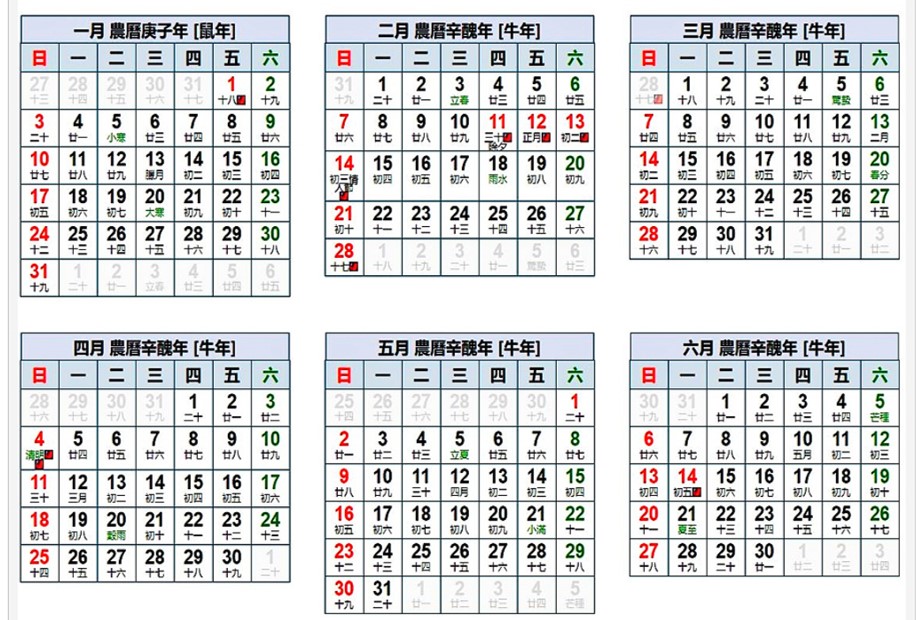 一月 農曆庚子年 [鼠年]
日 一 二 三 四 五 六
27 28 29 30 31 1 2
十三 十四 十五 十六 十七 十八 十九
3 4 5 6 7 8 9
二十 廿一 小寒 廿三 廿四 廿五 廿六
10 11 12 13 14 15 16
廿七 廿八 廿九 臘月 初二 初三 初四
17 18 19 20 21 22 23
初五 初六 初七 大寒 初九 初十 十一
24 25 26 27 28 29 30
十二 十三 十四 十五 十六 十七 十八
31 1 2 3 4 5 6
十九 二十 廿一 立春 廿三 廿四 廿五
二月 農曆辛醜年 [牛年]
日 一 二 三 四 五 六
31 1 2 3 4 5 6
十九 二十 廿一 立春 廿三 廿四 廿五
7 8 9 10 11 12 13
廿六 廿七 廿八 廿九 三十 正月 初二
除夕
14 15 16 17 18 19 20
初三情 初四 初五 初六 雨水 初八 初九
人節
21 22 23 24 25 26 27
初十 十一 十二 十三 十四 十五 十六
28 1 2 3 4 5 6
十七 十八 十九 二十 廿一 驚蟄 廿三
三月 農曆辛醜年 [牛年]
日 一 二 三 四 五 六
28 1 2 3 4 5 6
十七 十八 十九 二十 廿一 驚蟄 廿三
7 8 9 10 11 12 13
廿四 廿五 廿六 廿七 廿八 廿九 二月
14 15 16 17 18 19 20
初二 初三 初四 初五 初六 初七 春分
21 22 23 24 25 26 27
初九 初十 十一 十二 十三 十四 十五
28 29 30 31 1 2 3
十六 十七 十八 十九 二十 廿一 廿二
四月 農曆辛醜年 [牛年]
日 一 二 三 四 五 六
28 29 30 31 1 2 3
十六 十七 十八 十九 二十 廿一 廿二
4 5 6 7 8 9 10
清明 廿四 廿五 廿六 廿七 廿八 廿九
11 12 13 14 15 16 17
三十 三月 初二 初三 初四 初五 初六
18 19 20 21 22 23 24
初七 初八 穀雨 初十 十一 十二 十三
25 26 27 28 29 30 1
十四 十五 十六 十七 十八 十九 二十
五月 農曆辛醜年 [牛年]
日 一 二 三 四 五 六
25 26 27 28 29 30 1
十四 十五 十六 十七 十八 十九 二十
2 3 4 5 6 7 8
廿一 廿二 廿三 立夏 廿五 廿六 廿七
9 10 11 12 13 14 15
廿八 廿九 三十 四月 初二 初三 初四
16 17 18 19 20 21 22
初五 初六 初七 初八 初九 小滿 十一
23 24 25 26 27 28 29
十二 十三 十四 十五 十六 十七 十八
30 31 1 2 3 4 5
十九 二十 廿一 廿二 廿三 廿四 芒種
六月 農曆辛醜年 [牛年]
日 一 二 三 四 五 六
30 31 1 2 3 4 5
十九 二十 廿一 廿二 廿三 廿四 芒種
6 7 8 9 10 11 12
廿六 廿七 廿八 廿九 五月 初二 初三
13 14 15 16 17 18 19
初四 初五 初六 初七 初八 初九 初十
20 21 22 23 24 25 26
十一 夏至 十三 十四 十五 十六 十七
27 28 29 30 1 2 3
十八 十九 二十 廿一 廿二 廿三 廿四